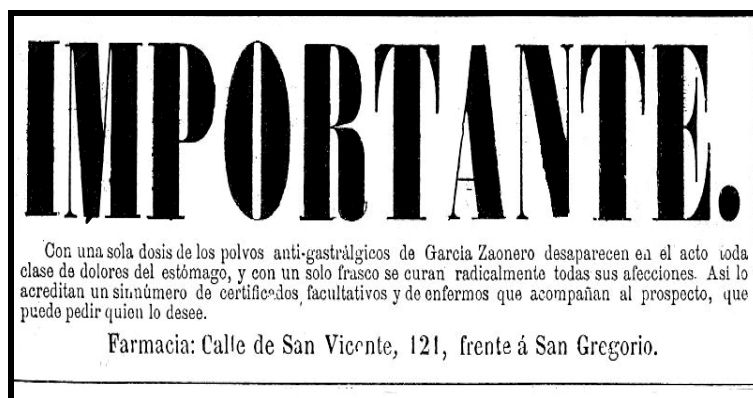 IMPORTANTE.
Con una sola dosis de los polvos anti-gastrálgicos de Garcia Zaonero desaparecen en el acto toda
clase de dolores del estómago, y con un solo frasco se curan radicalmente todas sus afecciones. Asi lo
acreditan un sinnúmero de certificados facultativos y de enfermos que acompañan al prospecto, que
puede pedir quien lo desee.
Farmacia: Calle de San Vicente, 121, frente á San Gregorio.